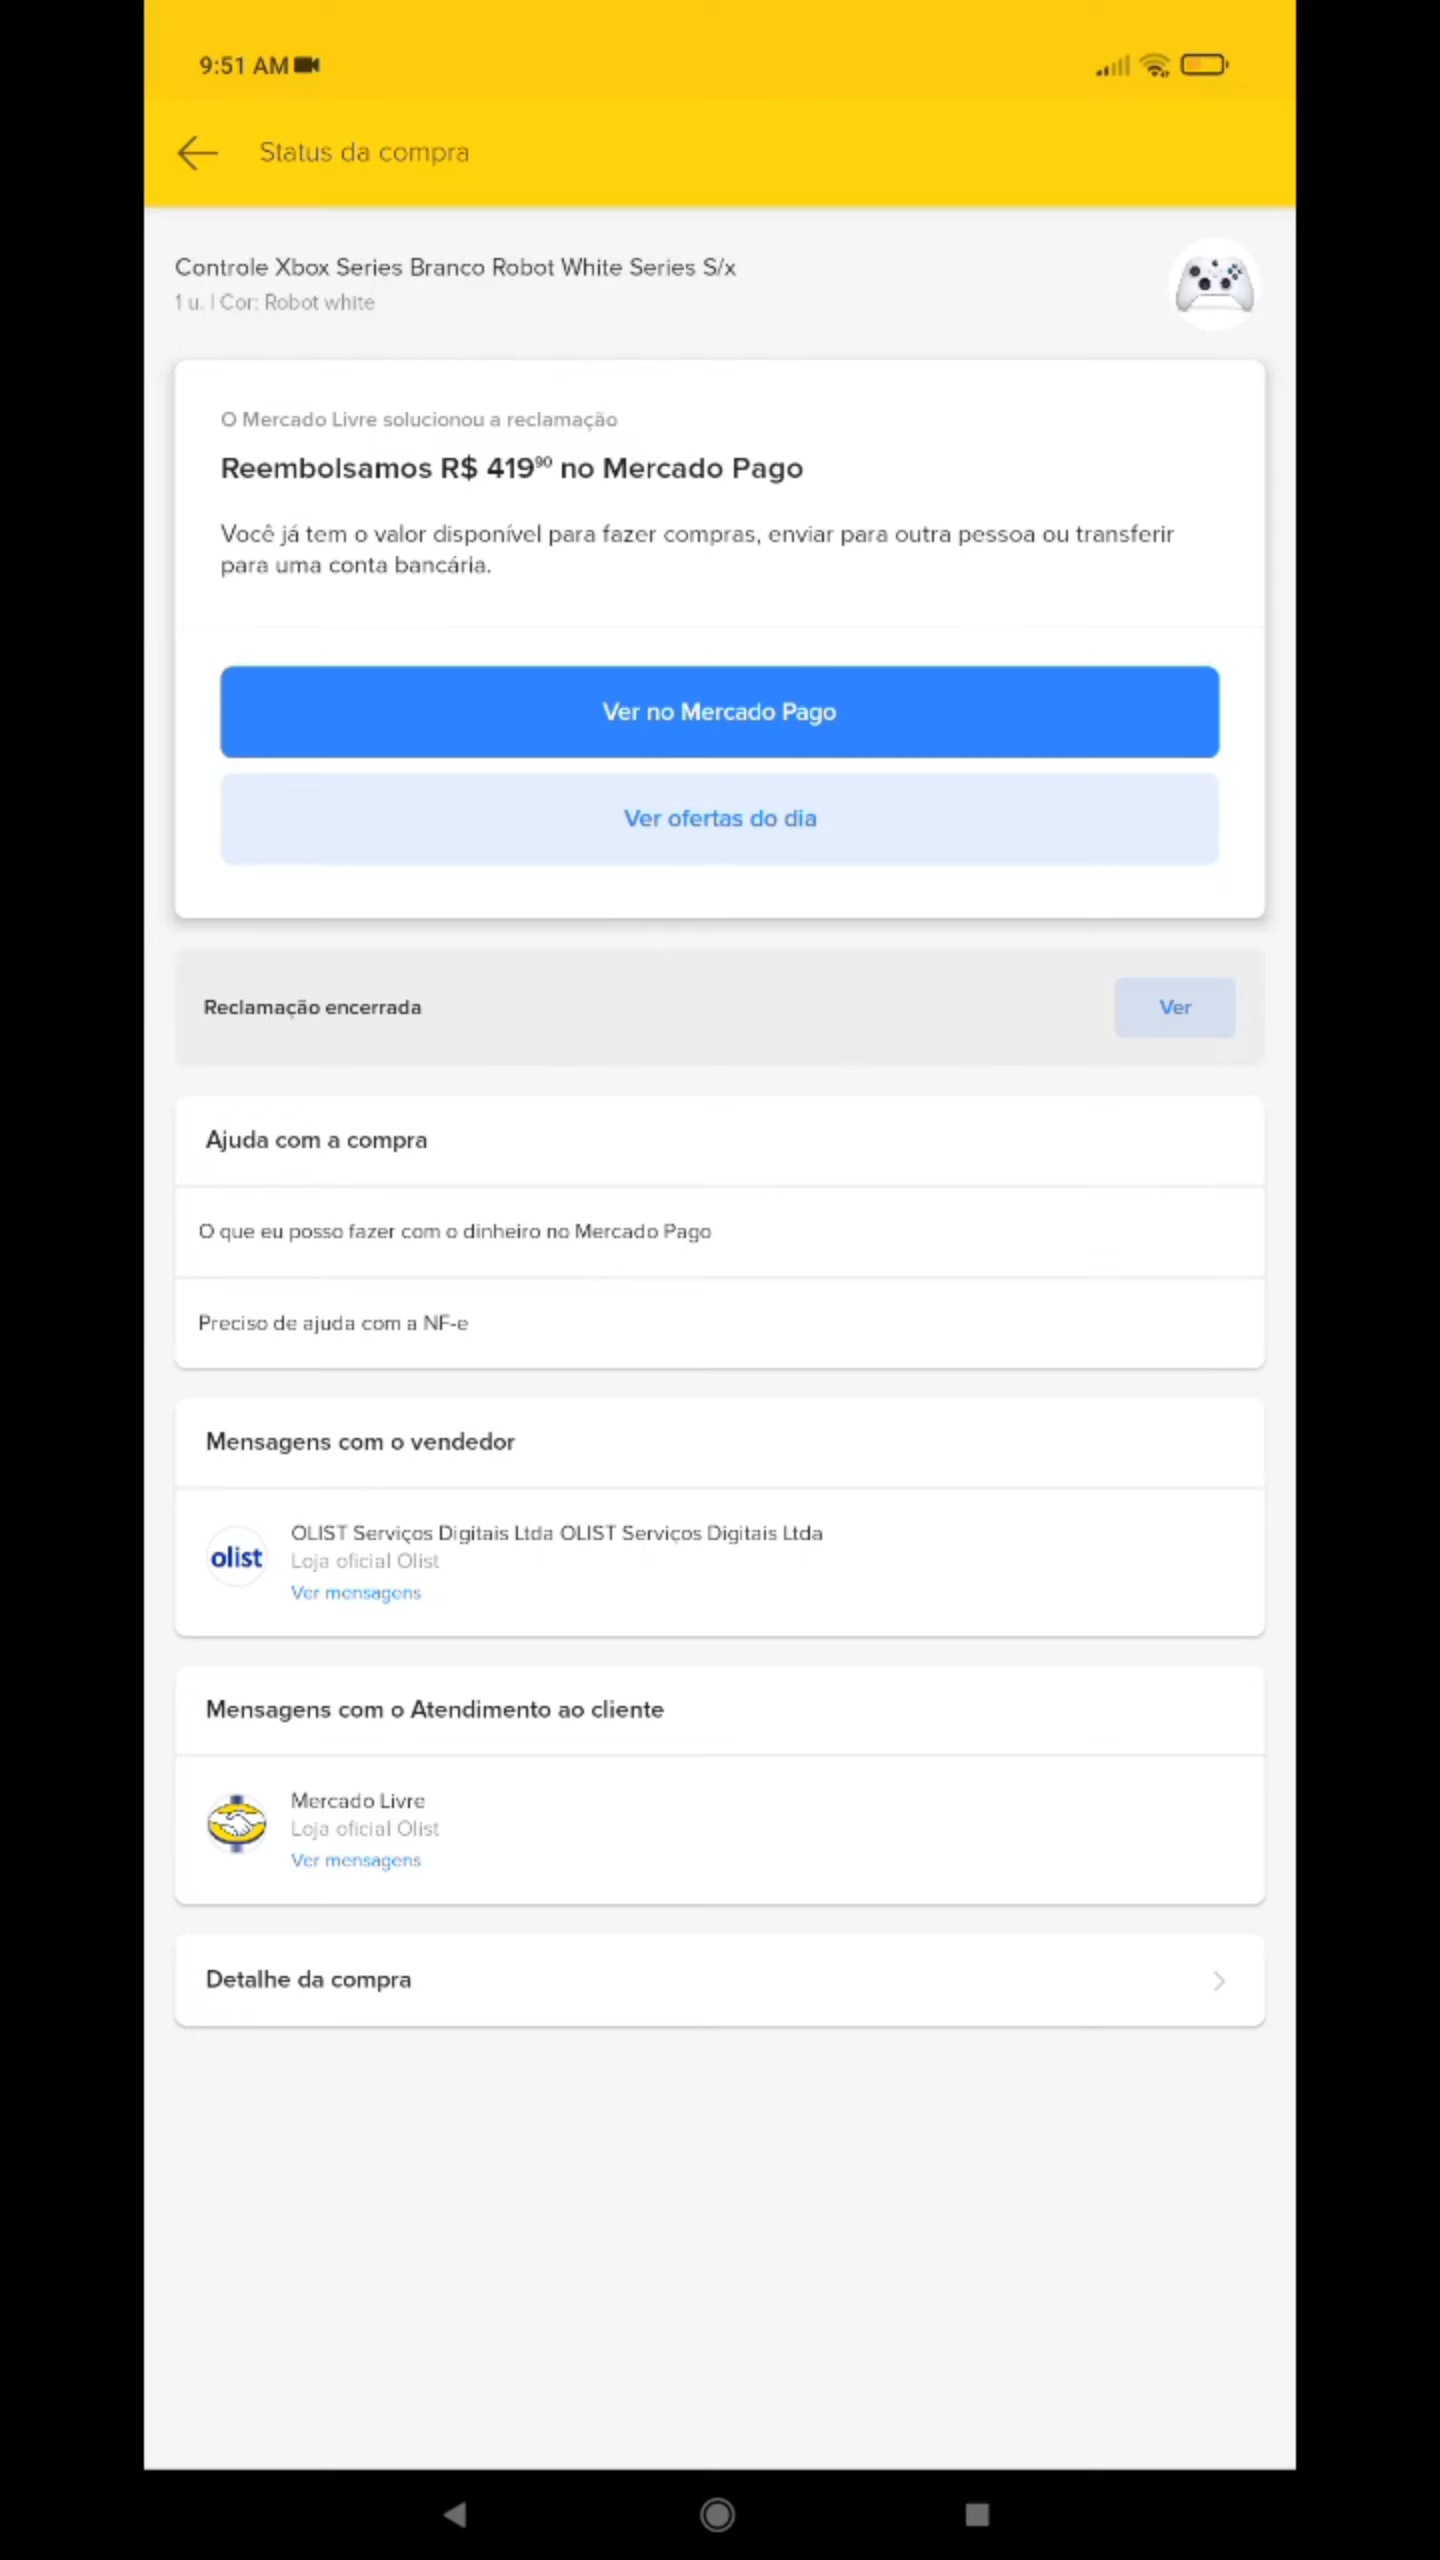 9:51 AM
Status da compra
Controle Xbox Series Branco Robot White Series S/x
1 u. | Cor: Robot white
O Mercado Livre solucionou a reclamação
Reembolsamos R$ 419⁹⁰ no Mercado Pago
Você já tem o valor disponível para fazer compras, enviar para outra pessoa ou transferir
para uma conta bancária.
Ver no Mercado Pago
Ver ofertas do dia
Reclamação encerrada
Ver
Ajuda com a compra
O que eu posso fazer com o dinheiro no Mercado Pago
Preciso de ajuda com a NF-e
Mensagens com o vendedor
olist
OLIST Serviços Digitais Ltda OLIST Serviços Digitais Ltda
Loja oficial Olist
Ver mensagens
Mensagens com o Atendimento ao cliente
Mercado Livre
Loja oficial Olist
Ver mensagens
Detalhe da compra